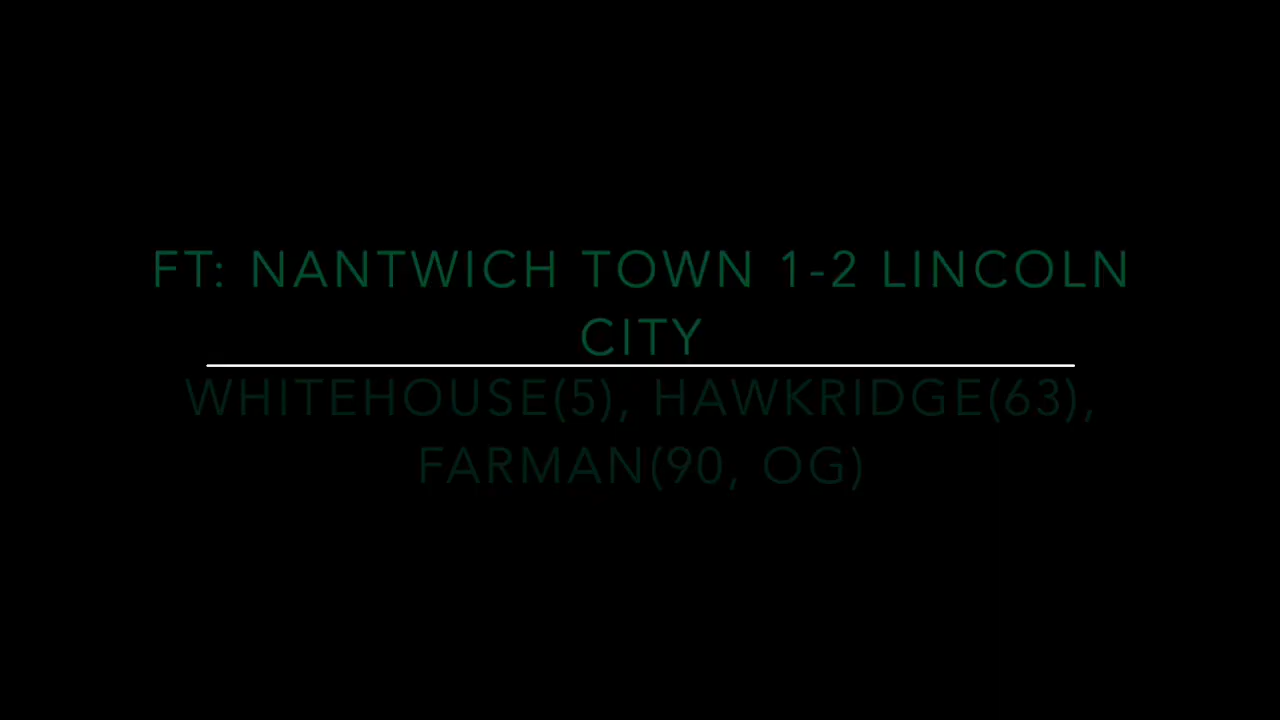 FT: NANTWICH TOWN 1-2 LINCOLN
CITY
WHITEHOUSE(5), HAWKRIDGE(63),
FARMAN(90, OG)